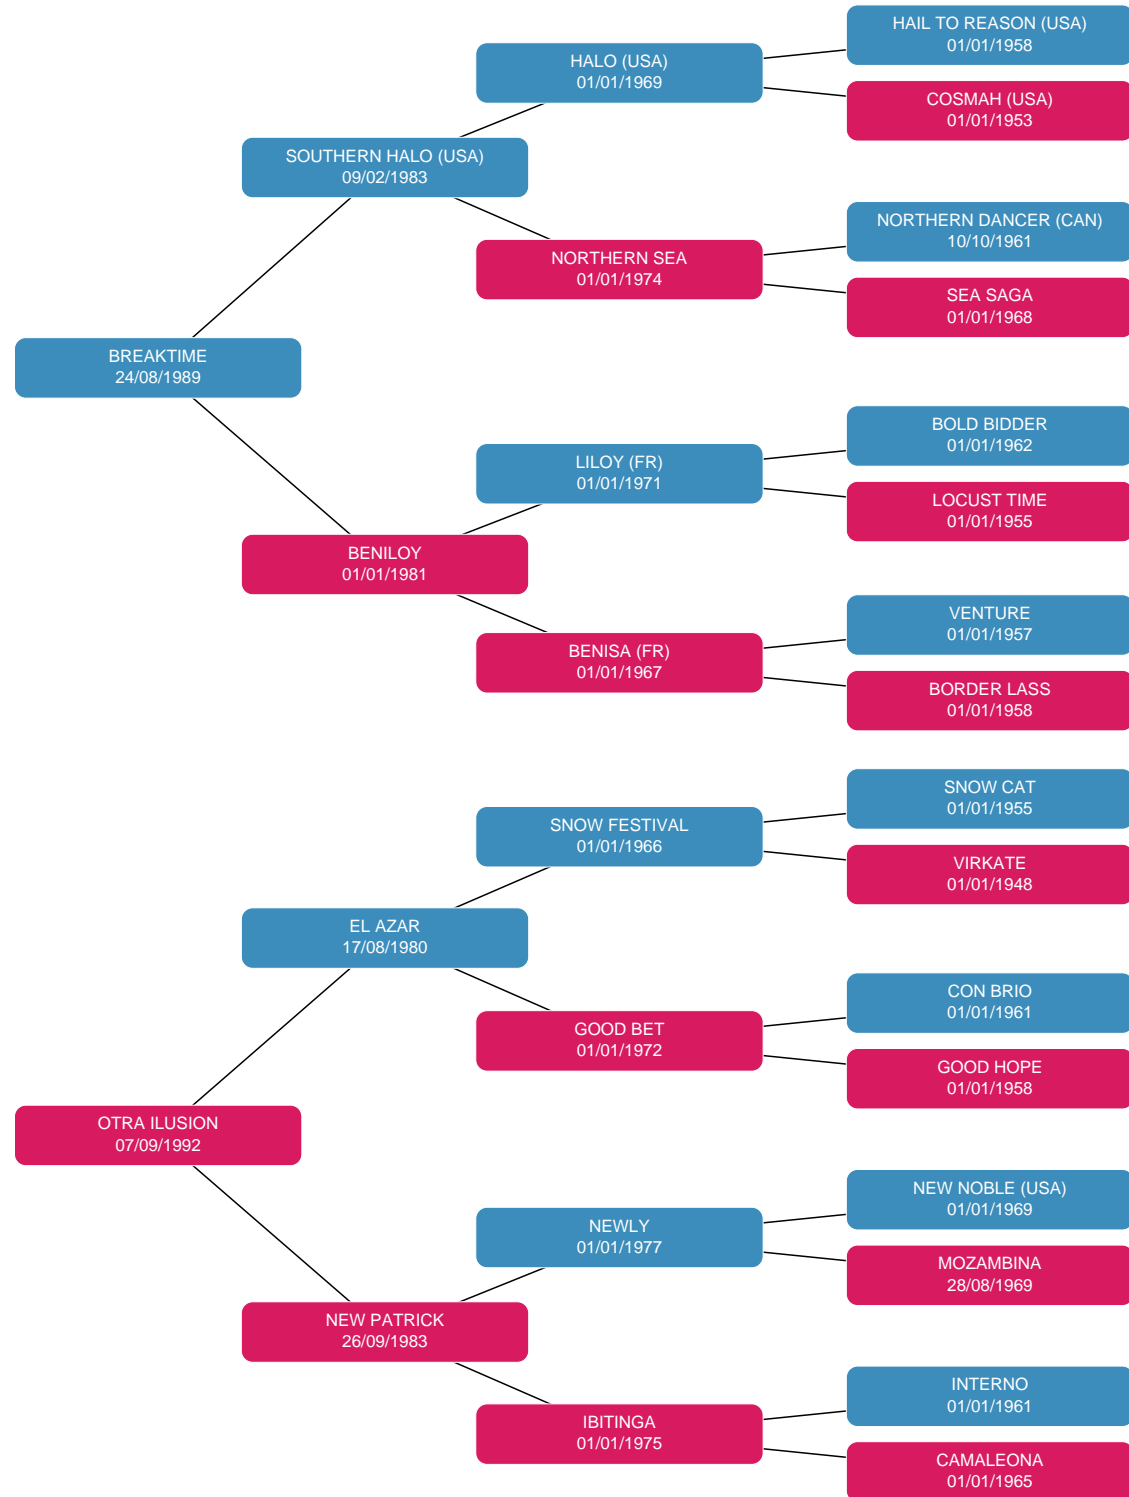 HAIL TO REASON (USA)
01/01/1958
HALO (USA)
01/01/1969
COSMAH (USA)
01/01/1953
SOUTHERN HALO (USA)
09/02/1983
NORTHERN DANCER (CAN)
10/10/1961
NORTHERN SEA
01/01/1974
SEA SAGA
01/01/1968
BREAKTIME
24/08/1989
BOLD BIDDER
01/01/1962
LILOY (FR)
01/01/1971
LOCUST TIME
01/01/1955
BENILOY
01/01/1981
VENTURE
01/01/1957
BENISA (FR)
01/01/1967
BORDER LASS
01/01/1958
SNOW CAT
01/01/1955
SNOW FESTIVAL
01/01/1966
VIRKATE
01/01/1948
EL AZAR
17/08/1980
CON BRIO
01/01/1961
GOOD BET
01/01/1972
GOOD HOPE
01/01/1958
OTRA ILUSION
07/09/1992
NEW NOBLE (USA)
01/01/1969
NEWLY
01/01/1977
MOZAMBINA
28/08/1969
NEW PATRICK
26/09/1983
INTERNO
01/01/1961
IBITINGA
01/01/1975
CAMALEONA
01/01/1965